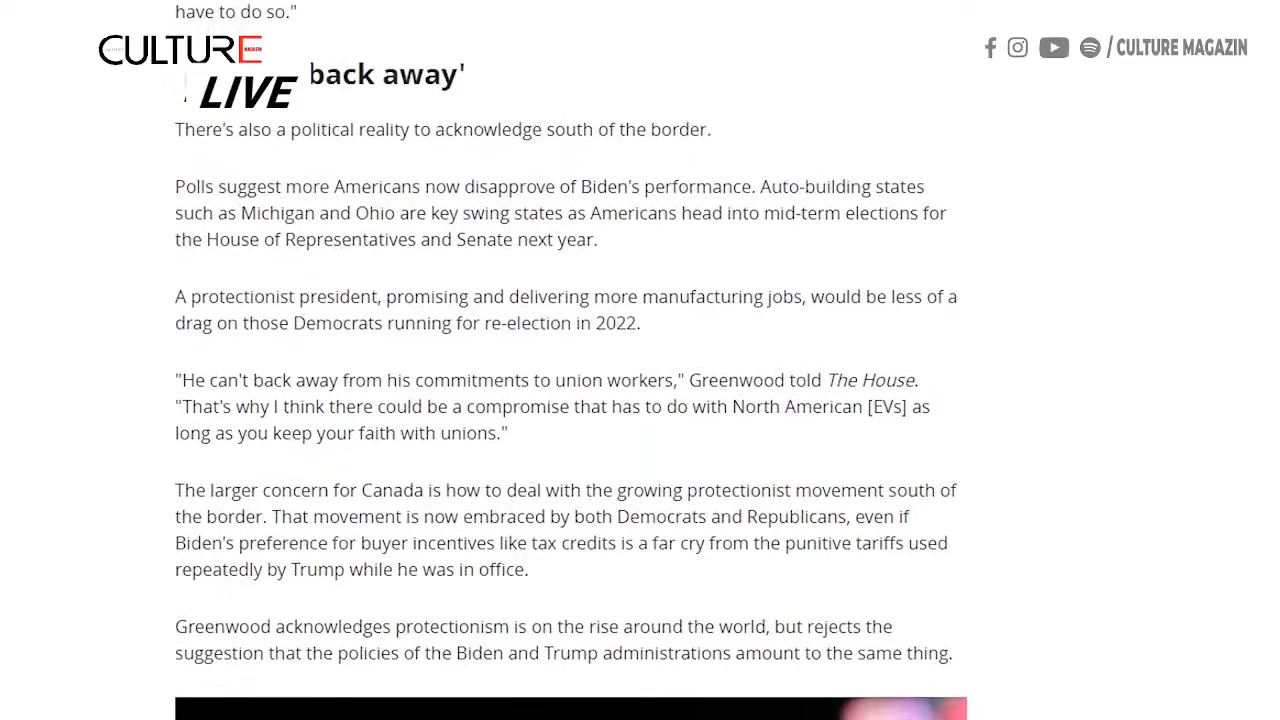 have to do so."
CULTURE
MAGAZIN
/ CULTURE MAGAZIN
LIVE
back away'
There's also a political reality to acknowledge south of the border.
Polls suggest more Americans now disapprove of Biden's performance. Auto-building states
such as Michigan and Ohio are key swing states as Americans head into mid-term elections for
the House of Representatives and Senate next year.
A protectionist president, promising and delivering more manufacturing jobs, would be less of a
drag on those Democrats running for re-election in 2022.
"He can't back away from his commitments to union workers," Greenwood told The House.
"That's why I think there could be a compromise that has to do with North American [EVs] as
long as you keep your faith with unions."
The larger concern for Canada is how to deal with the growing protectionist movement south of
the border. That movement is now embraced by both Democrats and Republicans, even if
Biden's preference for buyer incentives like tax credits is a far cry from the punitive tariffs used
repeatedly by Trump while he was in office.
Greenwood acknowledges protectionism is on the rise around the world, but rejects the
suggestion that the policies of the Biden and Trump administrations amount to the same thing.